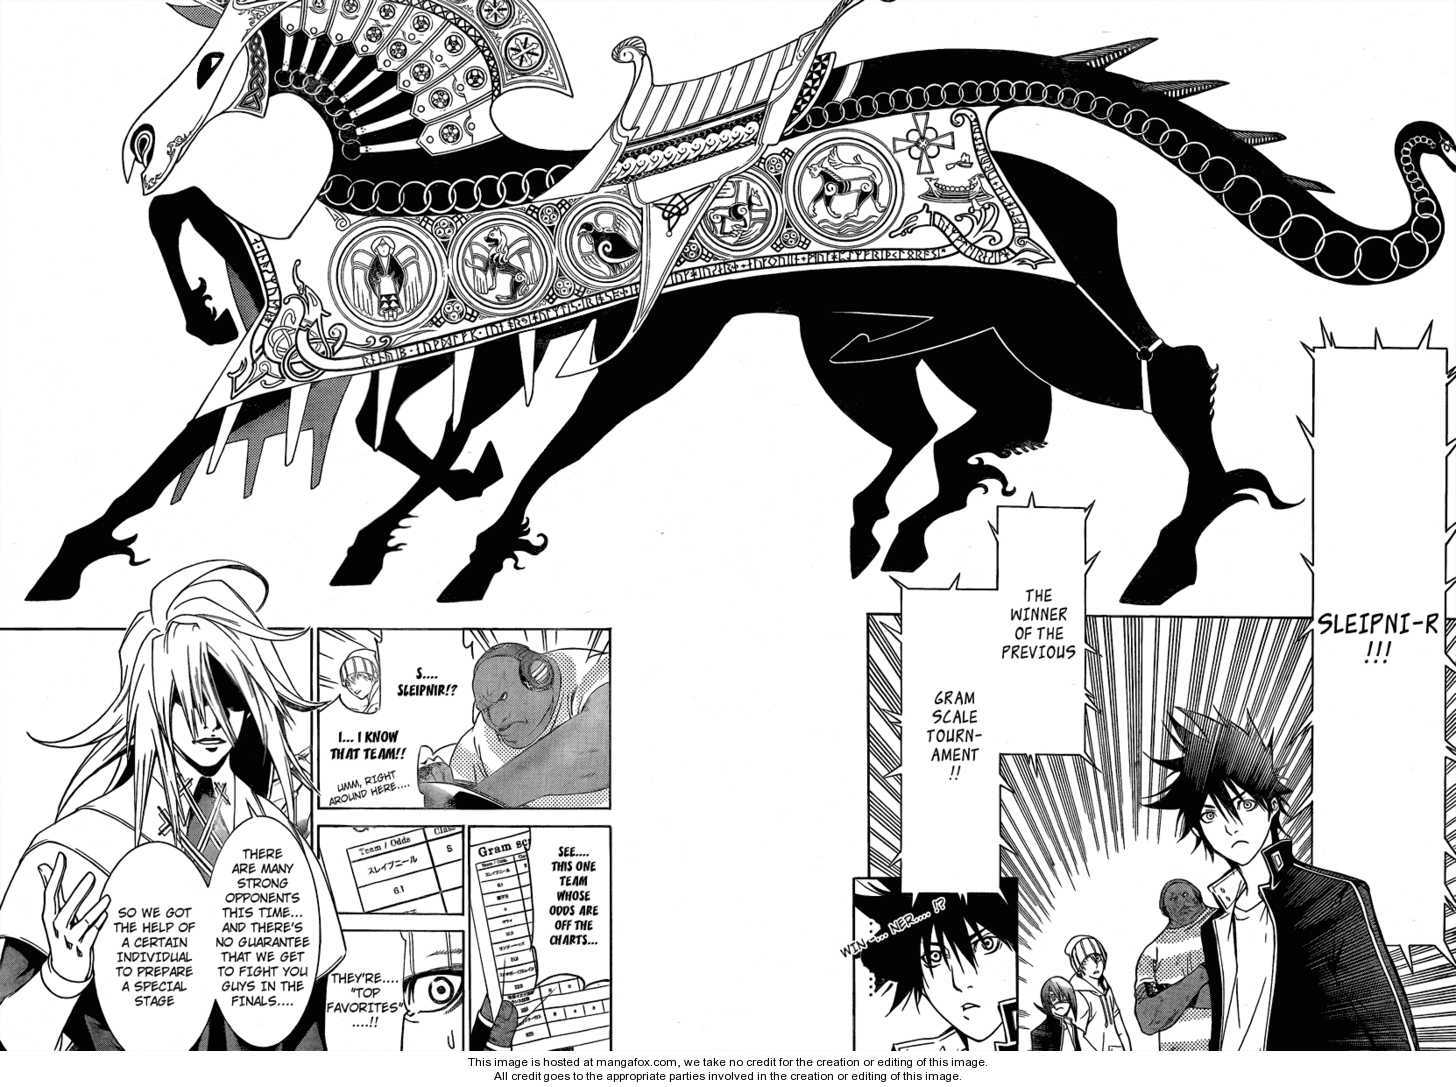 SLEIPNI-R
!!!
THE
WINNER
OF THE
PREVIOUS
GRAM
SCALE
TOURN-
AMENT
!!
WIN-... NER.... !?
S....
SLEIPNIR!?
I... I KNOW
THAT TEAM!!
UMM, RIGHT
AROUND HERE....
SEE....
THIS ONE
TEAM
WHOSE
ODDS ARE
OFF THE
CHARTS...
Gram sc
Team / Odds
Class
スレイプニール
S
6.1
THEY'RE....
"TOP
FAVORITES"
....!!
THERE
ARE MANY
STRONG
OPPONENTS
THIS TIME...
AND THERE'S
NO GUARANTEE
THAT WE GET
TO FIGHT YOU
GUYS IN THE
FINALS....
SO WE GOT
THE HELP OF
A CERTAIN
INDIVIDUAL
TO PREPARE
A SPECIAL
STAGE
This image is hosted at mangafox.com, we take no credit for the creation or editing of this image.
All credit goes to the appropriate parties involved in the creation or editing of this image.